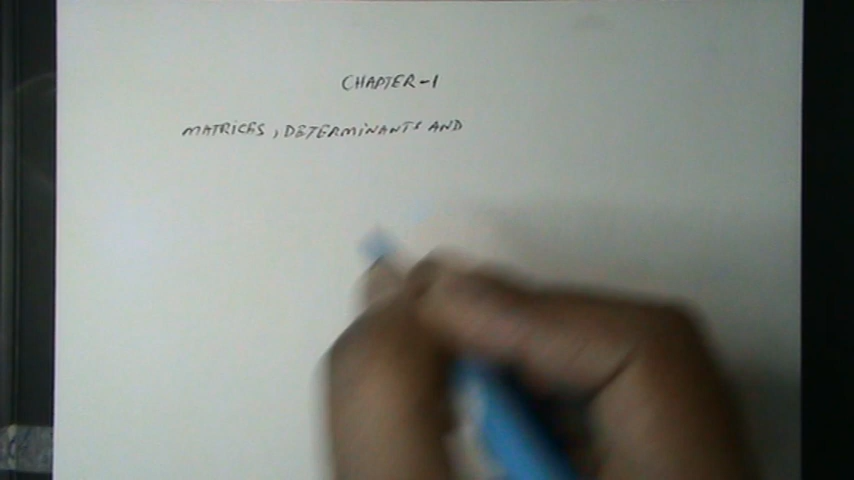 CHAPTER-1
MATRICES, DETERMINANTS AND